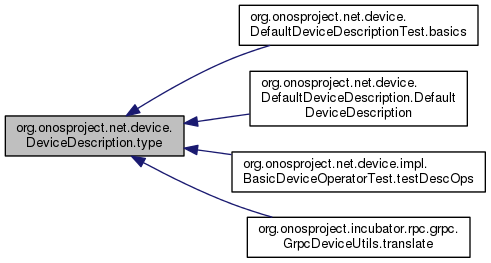 org.onosproject.net.device.
DefaultDeviceDescriptionTest.basics
org.onosproject.net.device.
DefaultDeviceDescription.Default
DeviceDescription
org.onosproject.net.device.
DeviceDescription.type
org.onosproject.net.device.impl.
BasicDeviceOperatorTest.testDescOps
org.onosproject.incubator.rpc.grpc.
GrpcDeviceUtils.translate